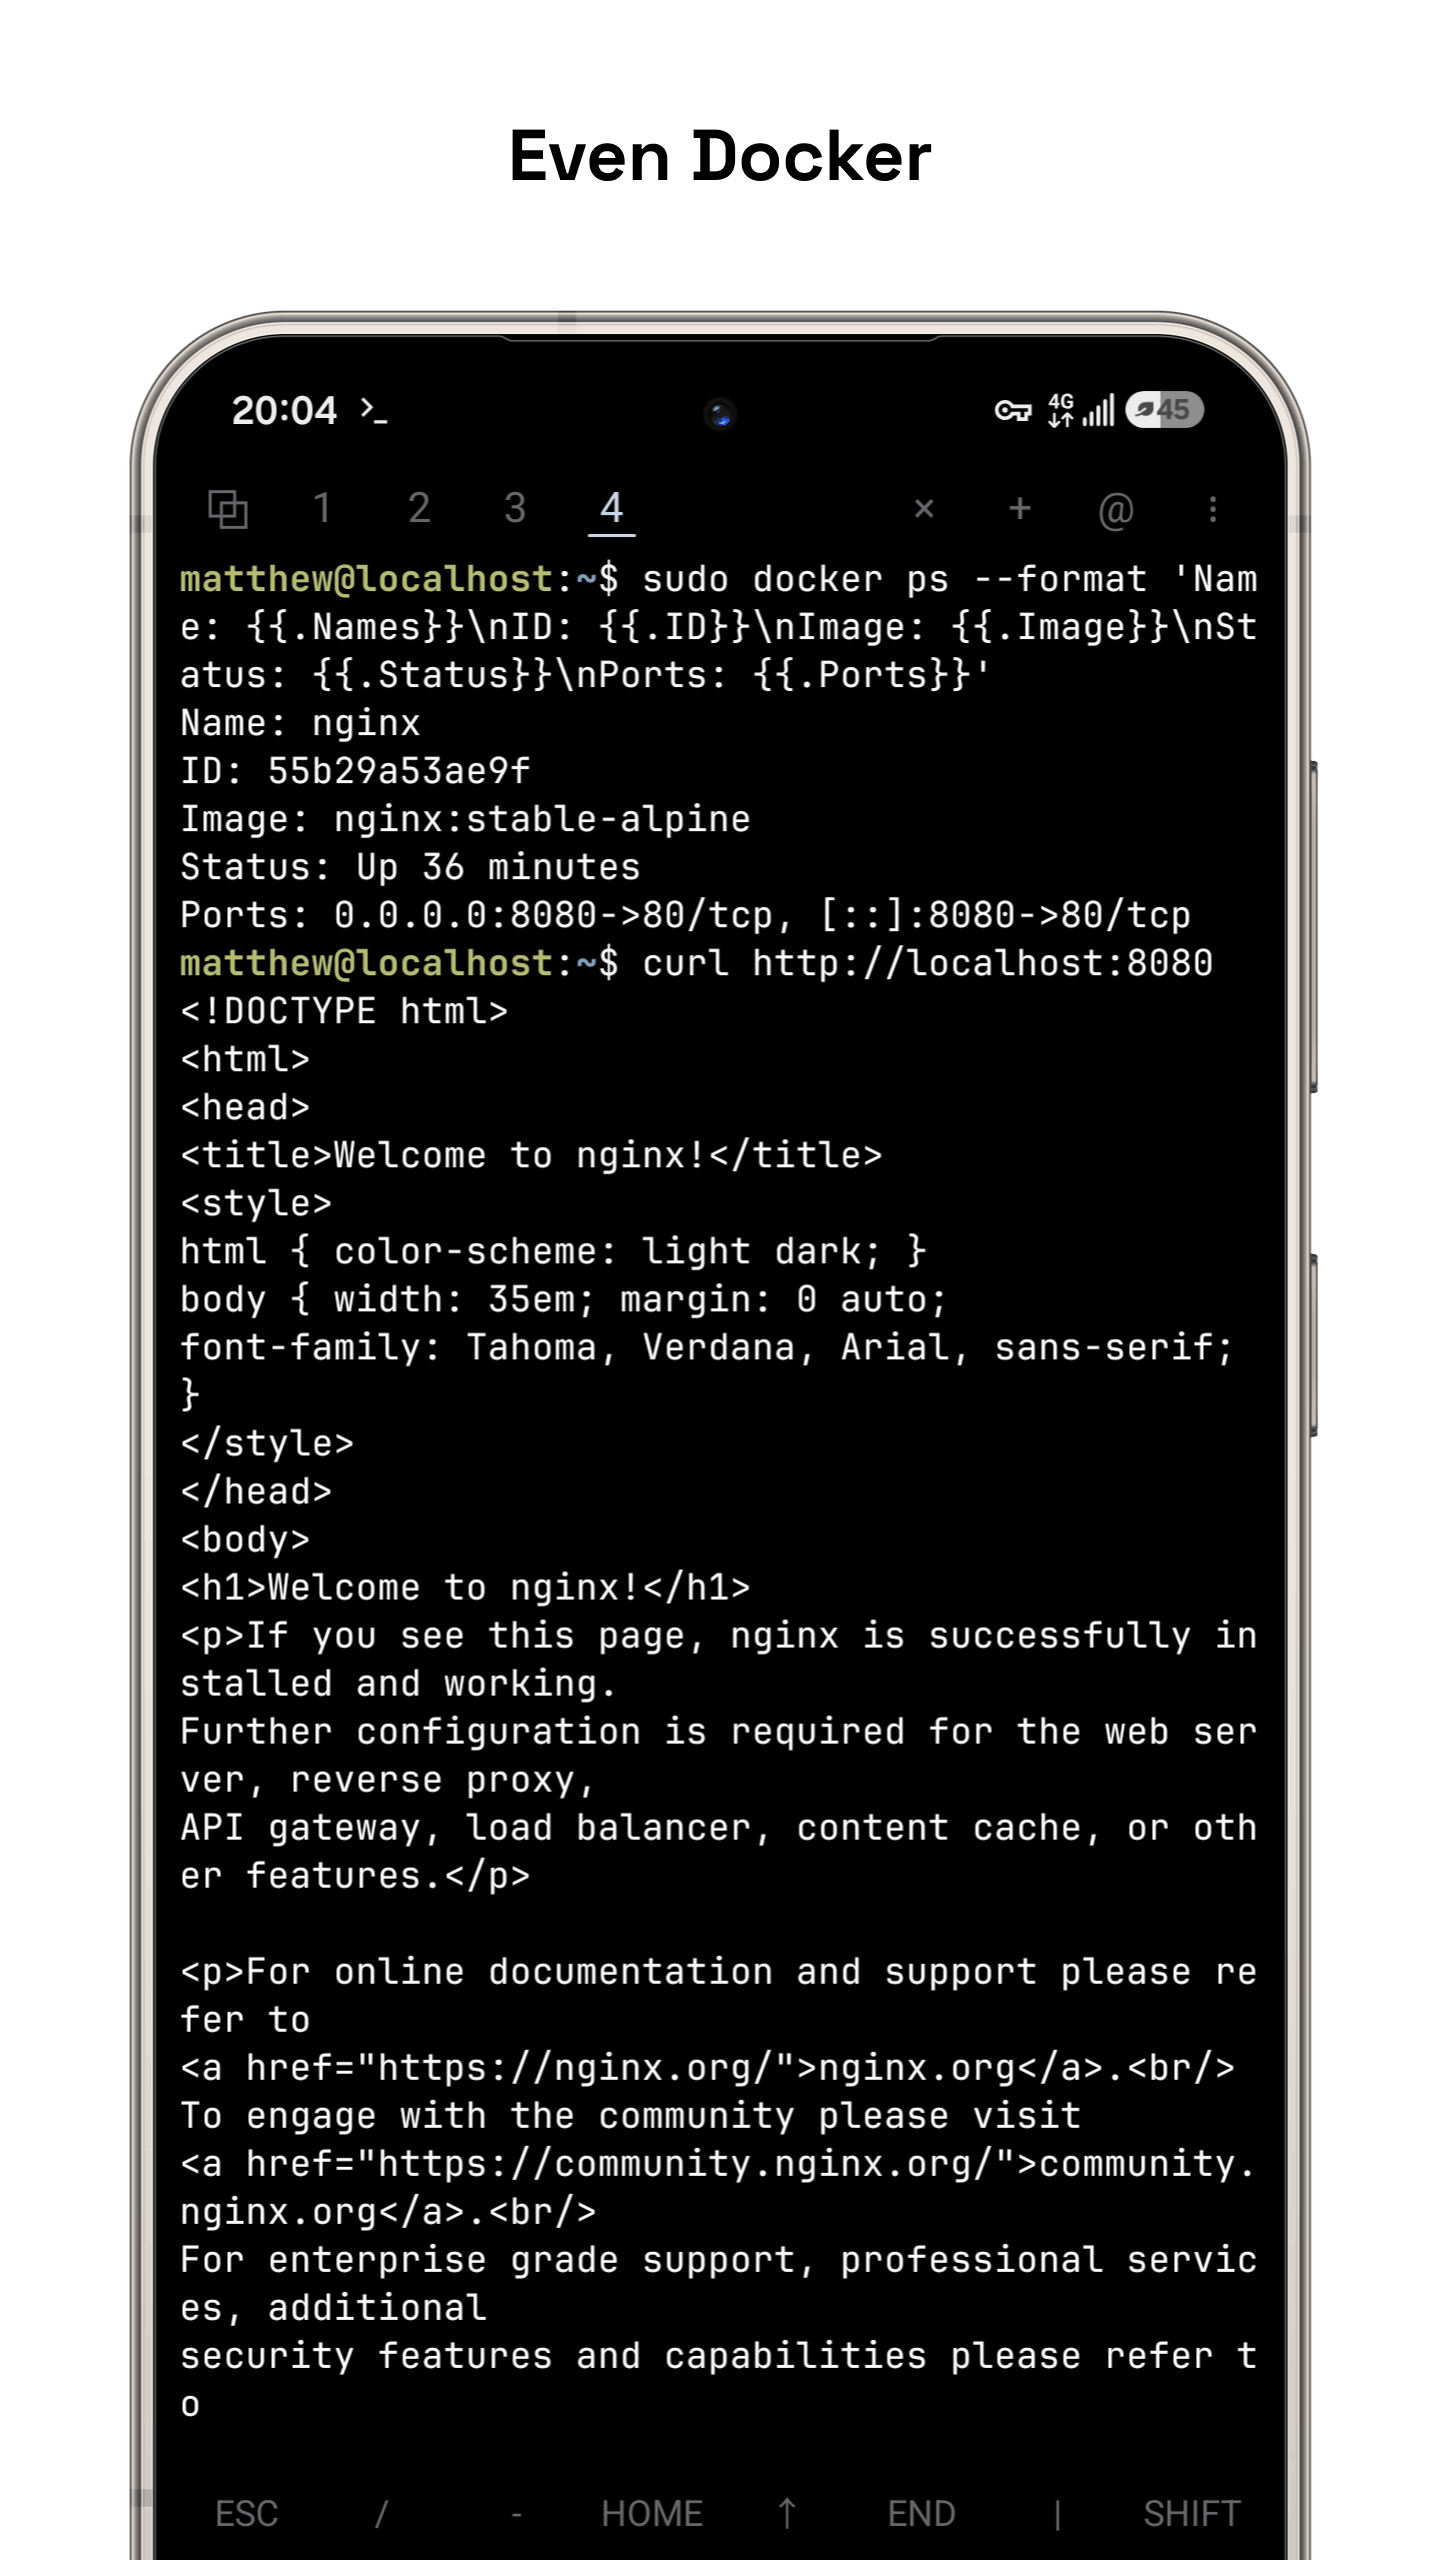 Even Docker
20:04 >_ 4G 45
1 2 3 4 × + @ ⋮
matthew@localhost:~$ sudo docker ps --format 'Nam
e: {{.Names}}\nID: {{.ID}}\nImage: {{.Image}}\nSt
atus: {{.Status}}\nPorts: {{.Ports}}'
Name: nginx
ID: 55b29a53ae9f
Image: nginx:stable-alpine
Status: Up 36 minutes
Ports: 0.0.0.0:8080->80/tcp, [::]:8080->80/tcp
matthew@localhost:~$ curl http://localhost:8080
<!DOCTYPE html>
<html>
<head>
<title>Welcome to nginx!</title>
<style>
html { color-scheme: light dark; }
body { width: 35em; margin: 0 auto;
font-family: Tahoma, Verdana, Arial, sans-serif;
}
</style>
</head>
<body>
<h1>Welcome to nginx!</h1>
<p>If you see this page, nginx is successfully in
stalled and working.
Further configuration is required for the web ser
ver, reverse proxy,
API gateway, load balancer, content cache, or oth
er features.</p>

<p>For online documentation and support please re
fer to
<a href="https://nginx.org/">nginx.org</a>.<br/>
To engage with the community please visit
<a href="https://community.nginx.org/">community.
nginx.org</a>.<br/>
For enterprise grade support, professional servic
es, additional
security features and capabilities please refer t
o
ESC / - HOME ↑ END | SHIFT